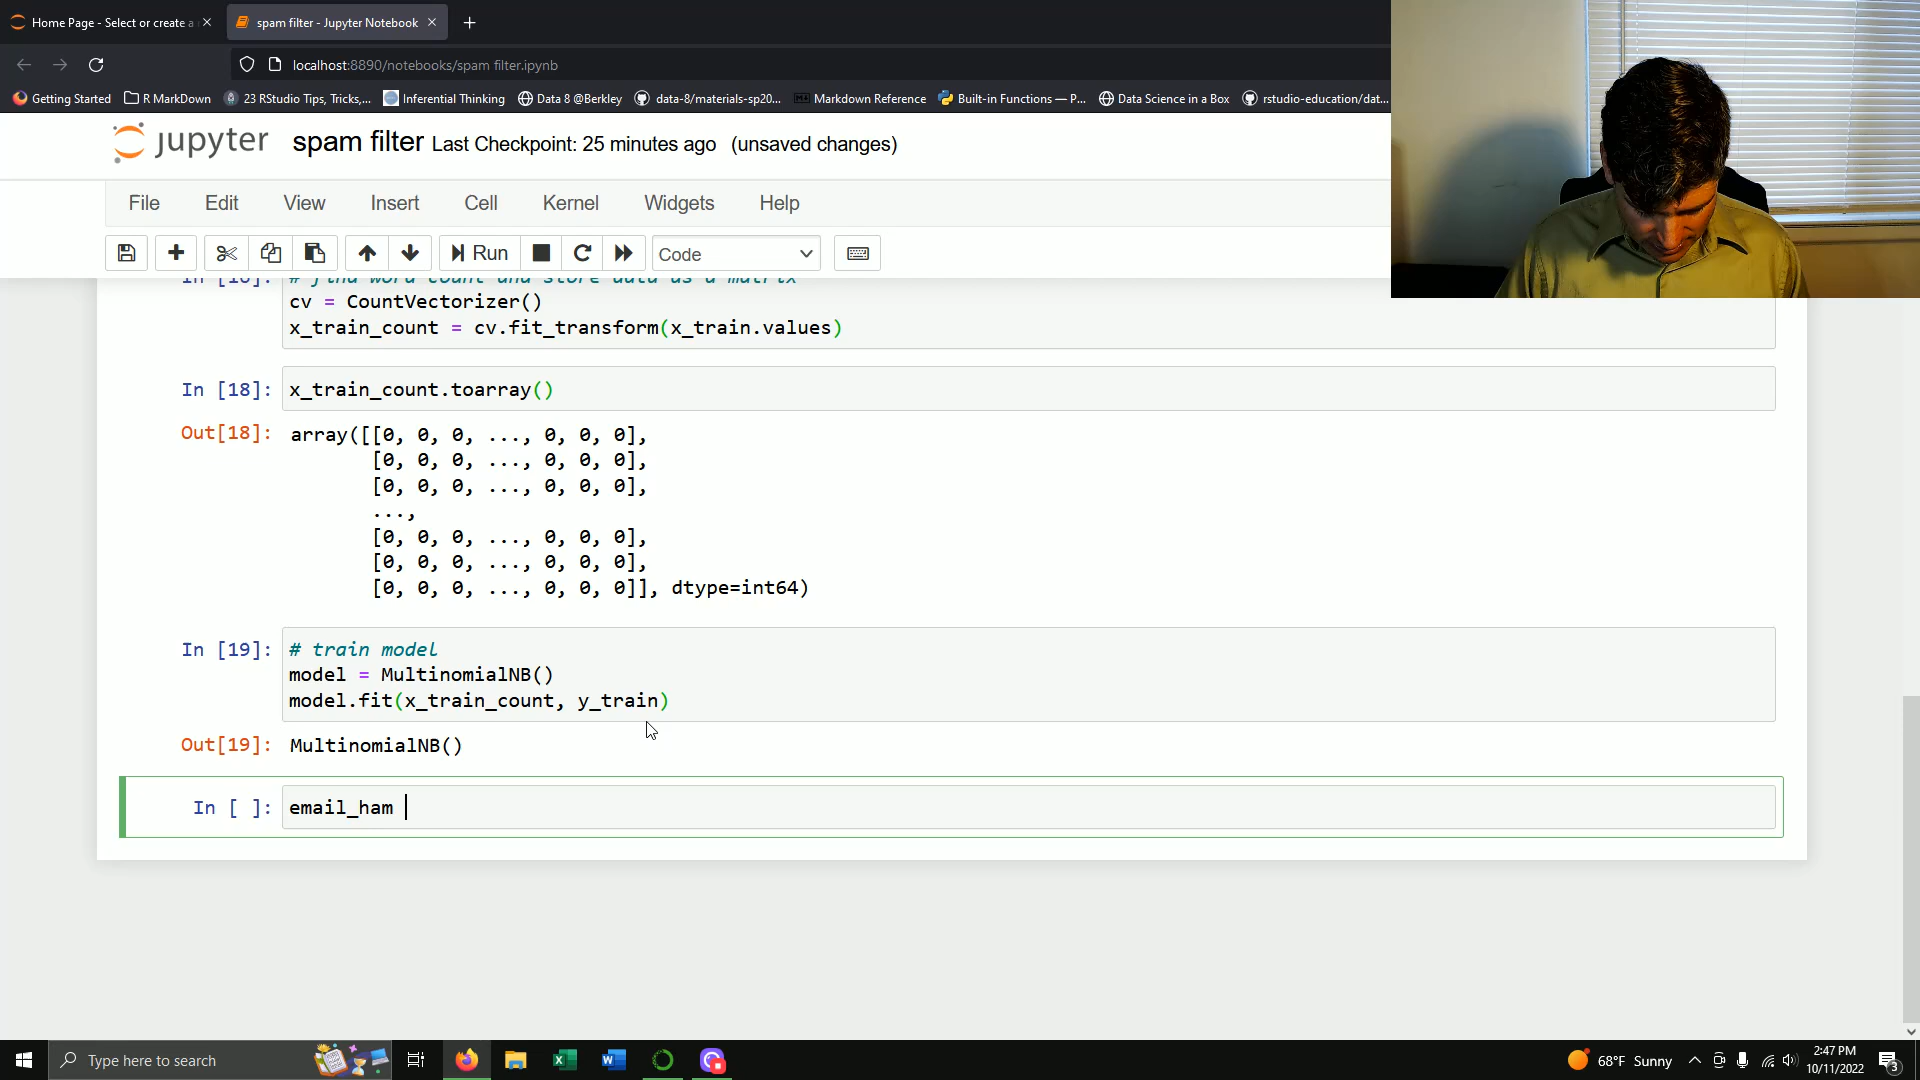 Home Page - Select or create a
spam filter - Jupyter Notebook
localhost:8890/notebooks/spam filter.ipynb
Getting Started
R MarkDown
23 RStudio Tips, Tricks,...
Inferential Thinking
Data 8 @Berkley
data-8/materials-sp20...
Markdown Reference
Built-in Functions — P...
Data Science in a Box
rstudio-education/dat...
jupyter
spam filter Last Checkpoint: 25 minutes ago (unsaved changes)
File Edit View Insert Cell Kernel Widgets Help
Run
Code
# find word count and store data as a matrix
cv = CountVectorizer()
x_train_count = cv.fit_transform(x_train.values)
In [18]: x_train_count.toarray()
Out[18]: array([[0, 0, 0, ..., 0, 0, 0],
[0, 0, 0, ..., 0, 0, 0],
[0, 0, 0, ..., 0, 0, 0],
...,
[0, 0, 0, ..., 0, 0, 0],
[0, 0, 0, ..., 0, 0, 0],
[0, 0, 0, ..., 0, 0, 0]], dtype=int64)
In [19]: # train model
model = MultinomialNB()
model.fit(x_train_count, y_train)
Out[19]: MultinomialNB()
In [ ]: email_ham
Type here to search
68°F Sunny
2:47 PM
10/11/2022
3